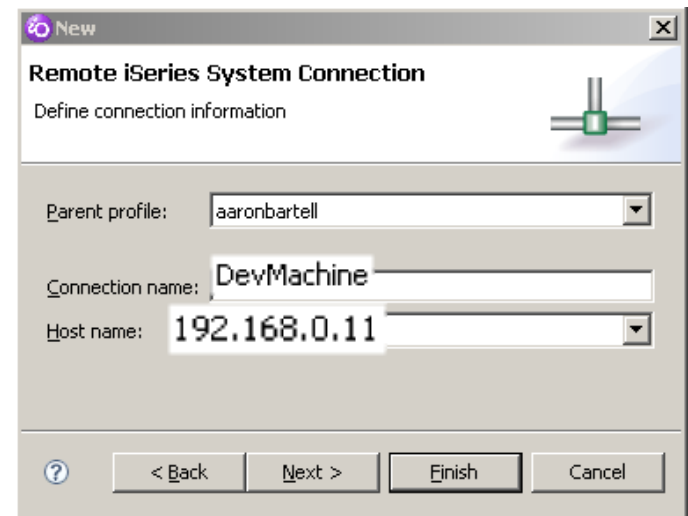 New
Remote iSeries System Connection
Define connection information
Parent profile: aaronbartell
Connection name: DevMachine
Host name: 192.168.0.11
? < Back Next > Finish Cancel